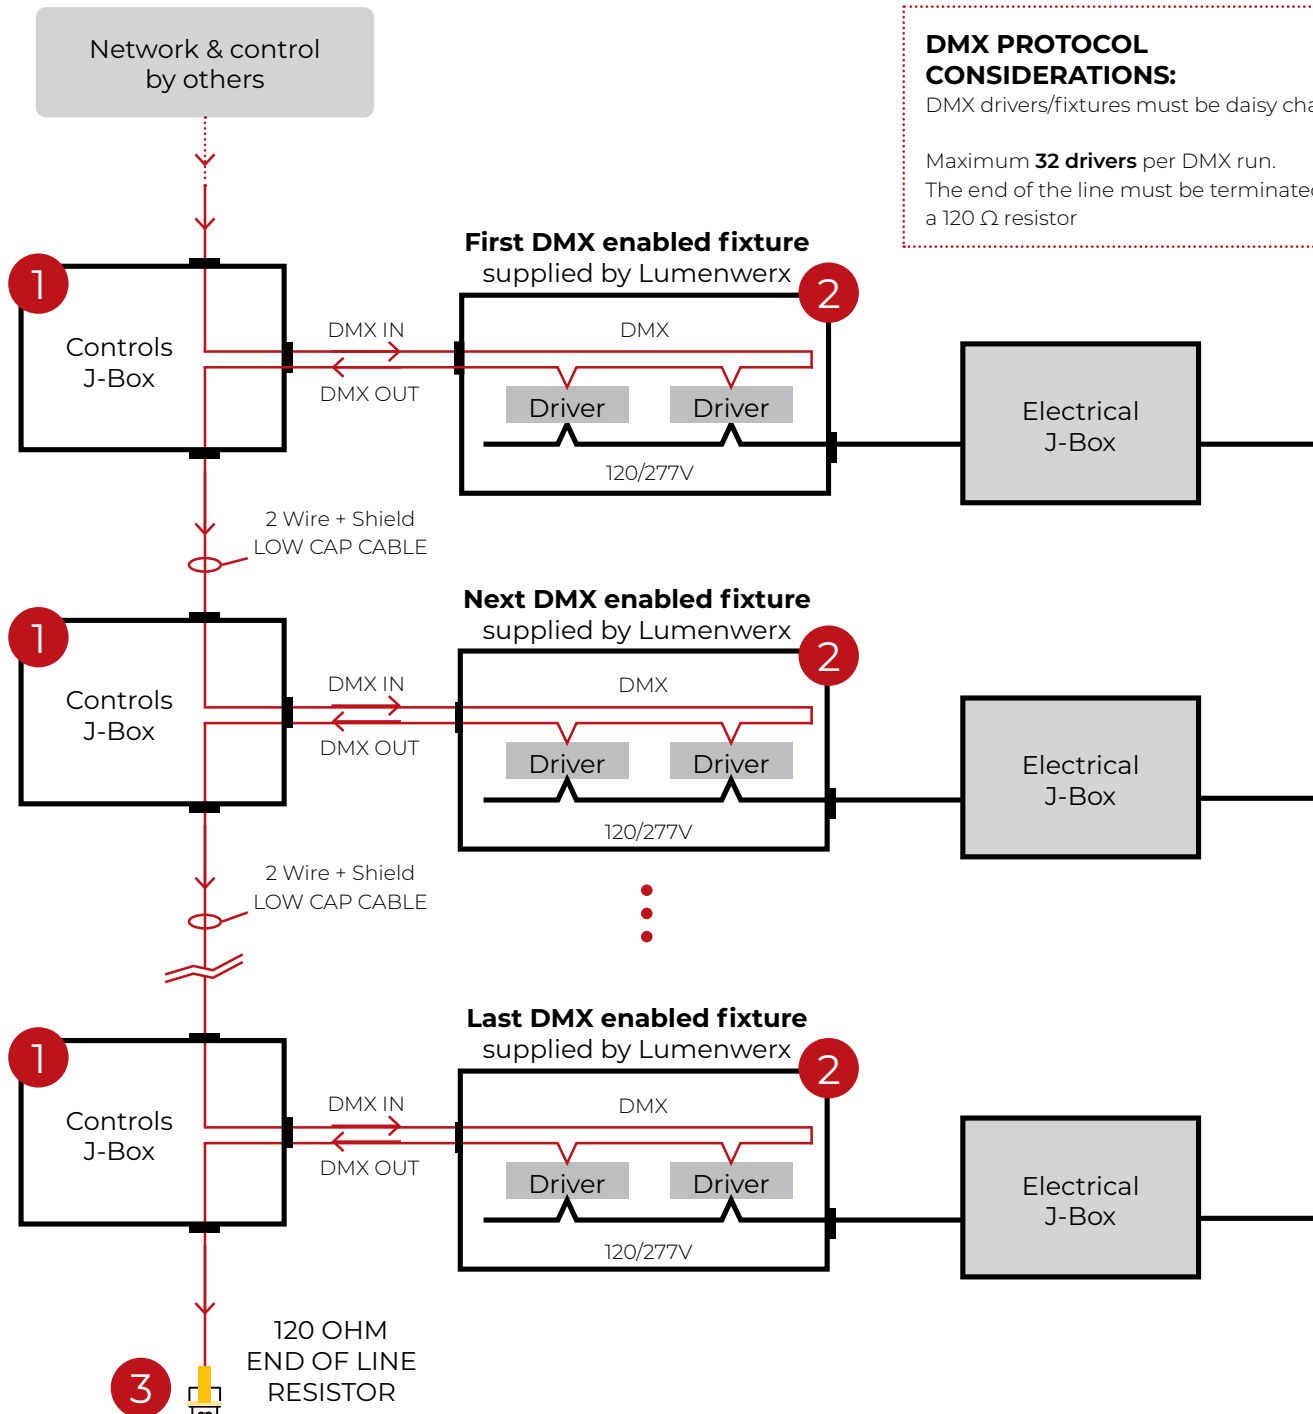 Network & control
by others
DMX PROTOCOL
CONSIDERATIONS:
DMX drivers/fixtures must be daisy
Maximum 32 drivers per DMX run.
The end of the line must be terminated
a 120 Ω resistor
First DMX enabled fixture
supplied by Lumenwerx
1
2
Controls
J-Box
DMX IN
DMX OUT
DMX
Driver
Driver
120/277V
Electrical
J-Box
2 Wire + Shield
LOW CAP CABLE
Next DMX enabled fixture
supplied by Lumenwerx
1
2
Controls
J-Box
DMX IN
DMX OUT
DMX
Driver
Driver
120/277V
Electrical
J-Box
2 Wire + Shield
LOW CAP CABLE
Last DMX enabled fixture
supplied by Lumenwerx
1
2
Controls
J-Box
DMX IN
DMX OUT
DMX
Driver
Driver
120/277V
Electrical
J-Box
3
120 OHM
END OF LINE
RESISTOR